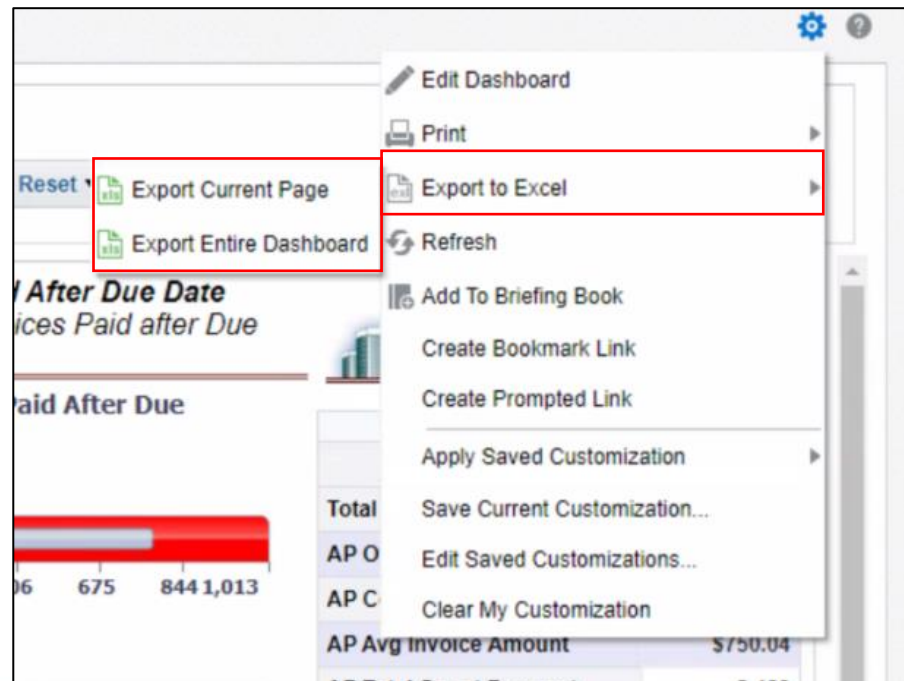 Edit Dashboard
Print
Reset
Export Current Page
Export to Excel
Export Entire Dashboard
Refresh
After Due Date
Add To Briefing Book
ices Paid after Due
Create Bookmark Link
aid After Due
Create Prompted Link
Apply Saved Customization
Total
Save Current Customization...
AP O
Edit Saved Customizations...
06 675 844 1,013
AP C
Clear My Customization
AP Avg Invoice Amount $750.04